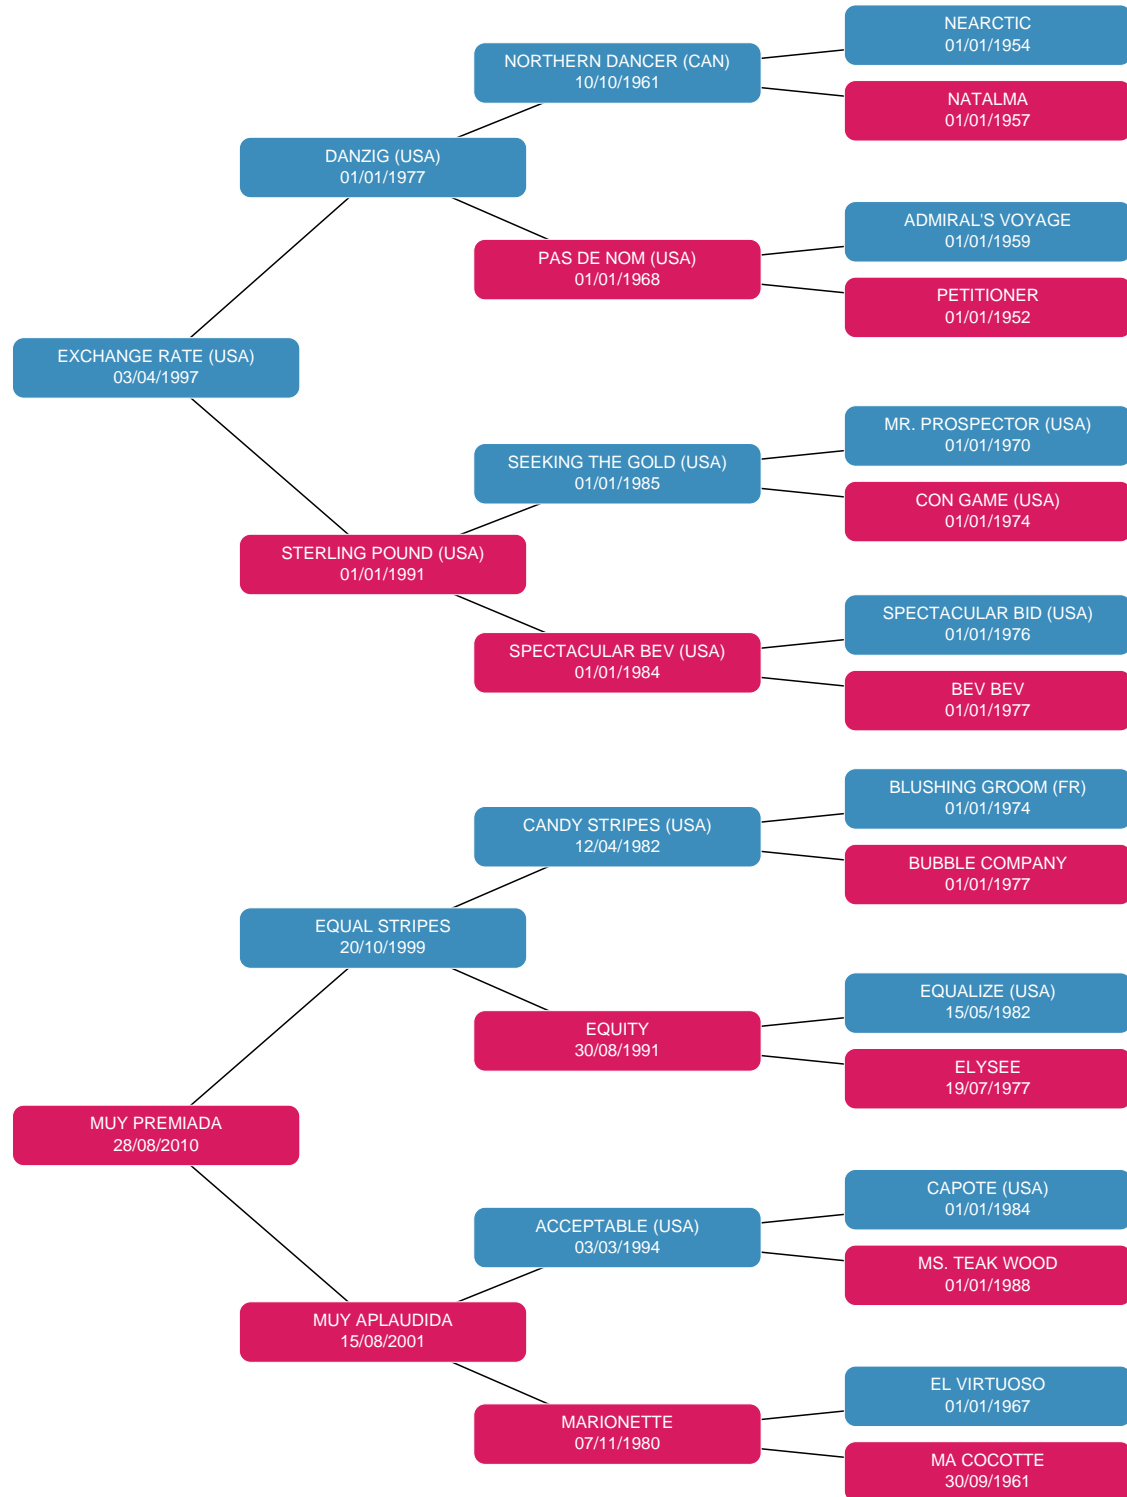 NEARCTIC
01/01/1954
NORTHERN DANCER (CAN)
10/10/1961
NATALMA
01/01/1957
DANZIG (USA)
01/01/1977
ADMIRAL'S VOYAGE
01/01/1959
PAS DE NOM (USA)
01/01/1968
PETITIONER
01/01/1952
EXCHANGE RATE (USA)
03/04/1997
MR. PROSPECTOR (USA)
01/01/1970
SEEKING THE GOLD (USA)
01/01/1985
CON GAME (USA)
01/01/1974
STERLING POUND (USA)
01/01/1991
SPECTACULAR BID (USA)
01/01/1976
SPECTACULAR BEV (USA)
01/01/1984
BEV BEV
01/01/1977
BLUSHING GROOM (FR)
01/01/1974
CANDY STRIPES (USA)
12/04/1982
BUBBLE COMPANY
01/01/1977
EQUAL STRIPES
20/10/1999
EQUALIZE (USA)
15/05/1982
EQUITY
30/08/1991
ELYSEE
19/07/1977
MUY PREMIADA
28/08/2010
CAPOTE (USA)
01/01/1984
ACCEPTABLE (USA)
03/03/1994
MS. TEAK WOOD
01/01/1988
MUY APLAUDIDA
15/08/2001
EL VIRTUOSO
01/01/1967
MARIONETTE
07/11/1980
MA COCOTTE
30/09/1961